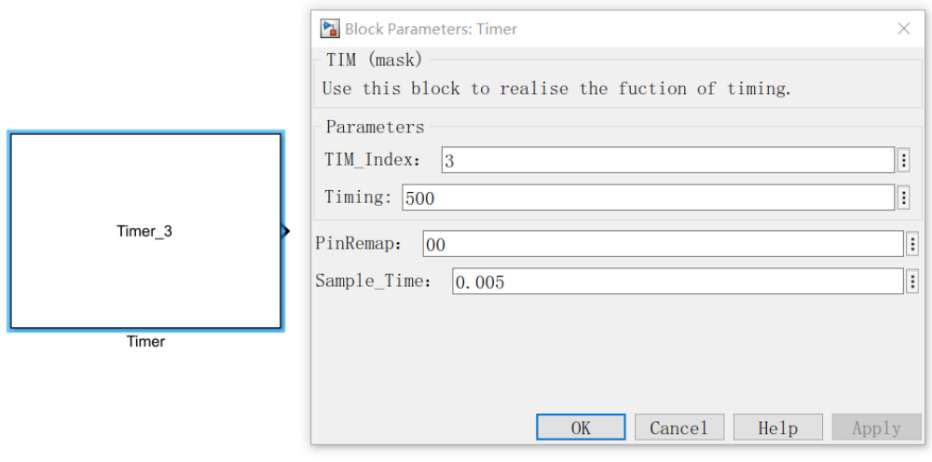 Timer_3
Timer
Block Parameters: Timer
TIM (mask)
Use this block to realise the fuction of timing.
Parameters
TIM_Index: 3
Timing: 500
PinRemap: 00
Sample_Time: 0.005
OK Cancel Help Apply